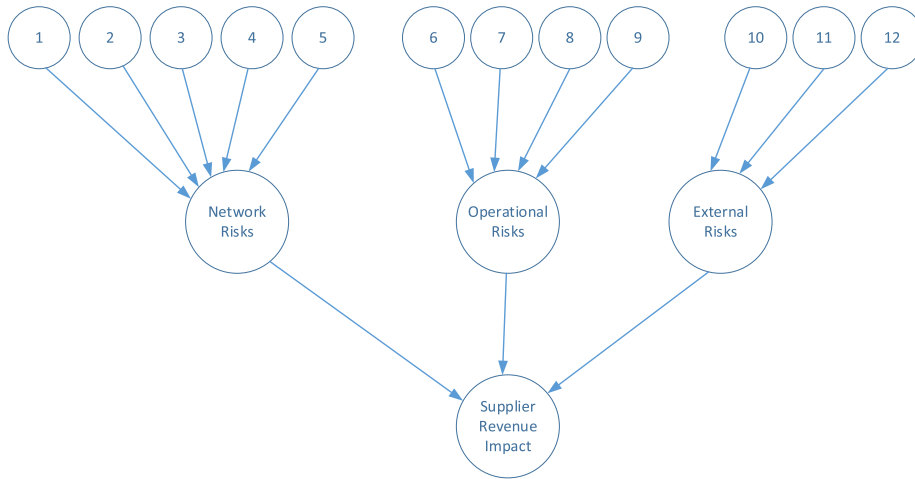 1
2
3
4
5
6
7
8
9
10
11
12
Network
Risks
Operational
Risks
External
Risks
Supplier
Revenue
Impact